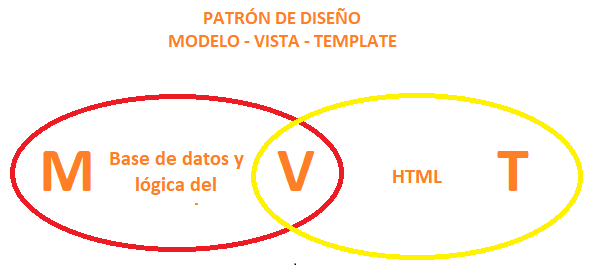 PATRÓN DE DISEÑO
MODELO - VISTA - TEMPLATE
M
Base de datos y
lógica del
V
HTML
T